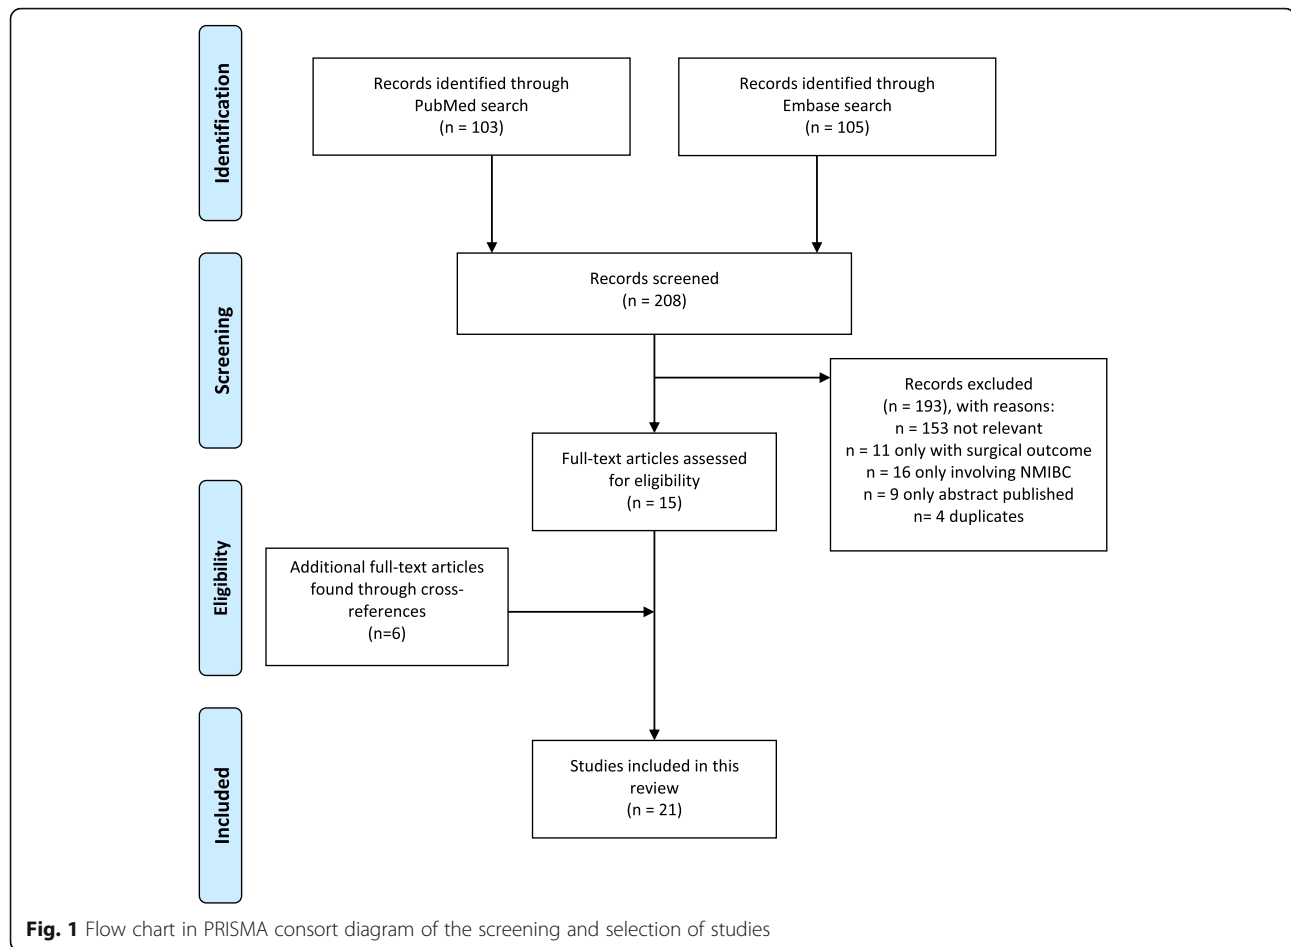 Identification
Records identified through
PubMed search
(n = 103)
Records identified through
Embase search
(n = 105)
Screening
Records screened
(n = 208)
Records excluded
(n = 193), with reasons:
n = 153 not relevant
n = 11 only with surgical outcome
n = 16 only involving NMIBC
n = 9 only abstract published
n= 4 duplicates
Full-text articles assessed
for eligibility
(n = 15)
Eligibility
Additional full-text articles
found through cross-
references
(n=6)
Included
Studies included in this
review
(n = 21)
Fig. 1 Flow chart in PRISMA consort diagram of the screening and selection of studies